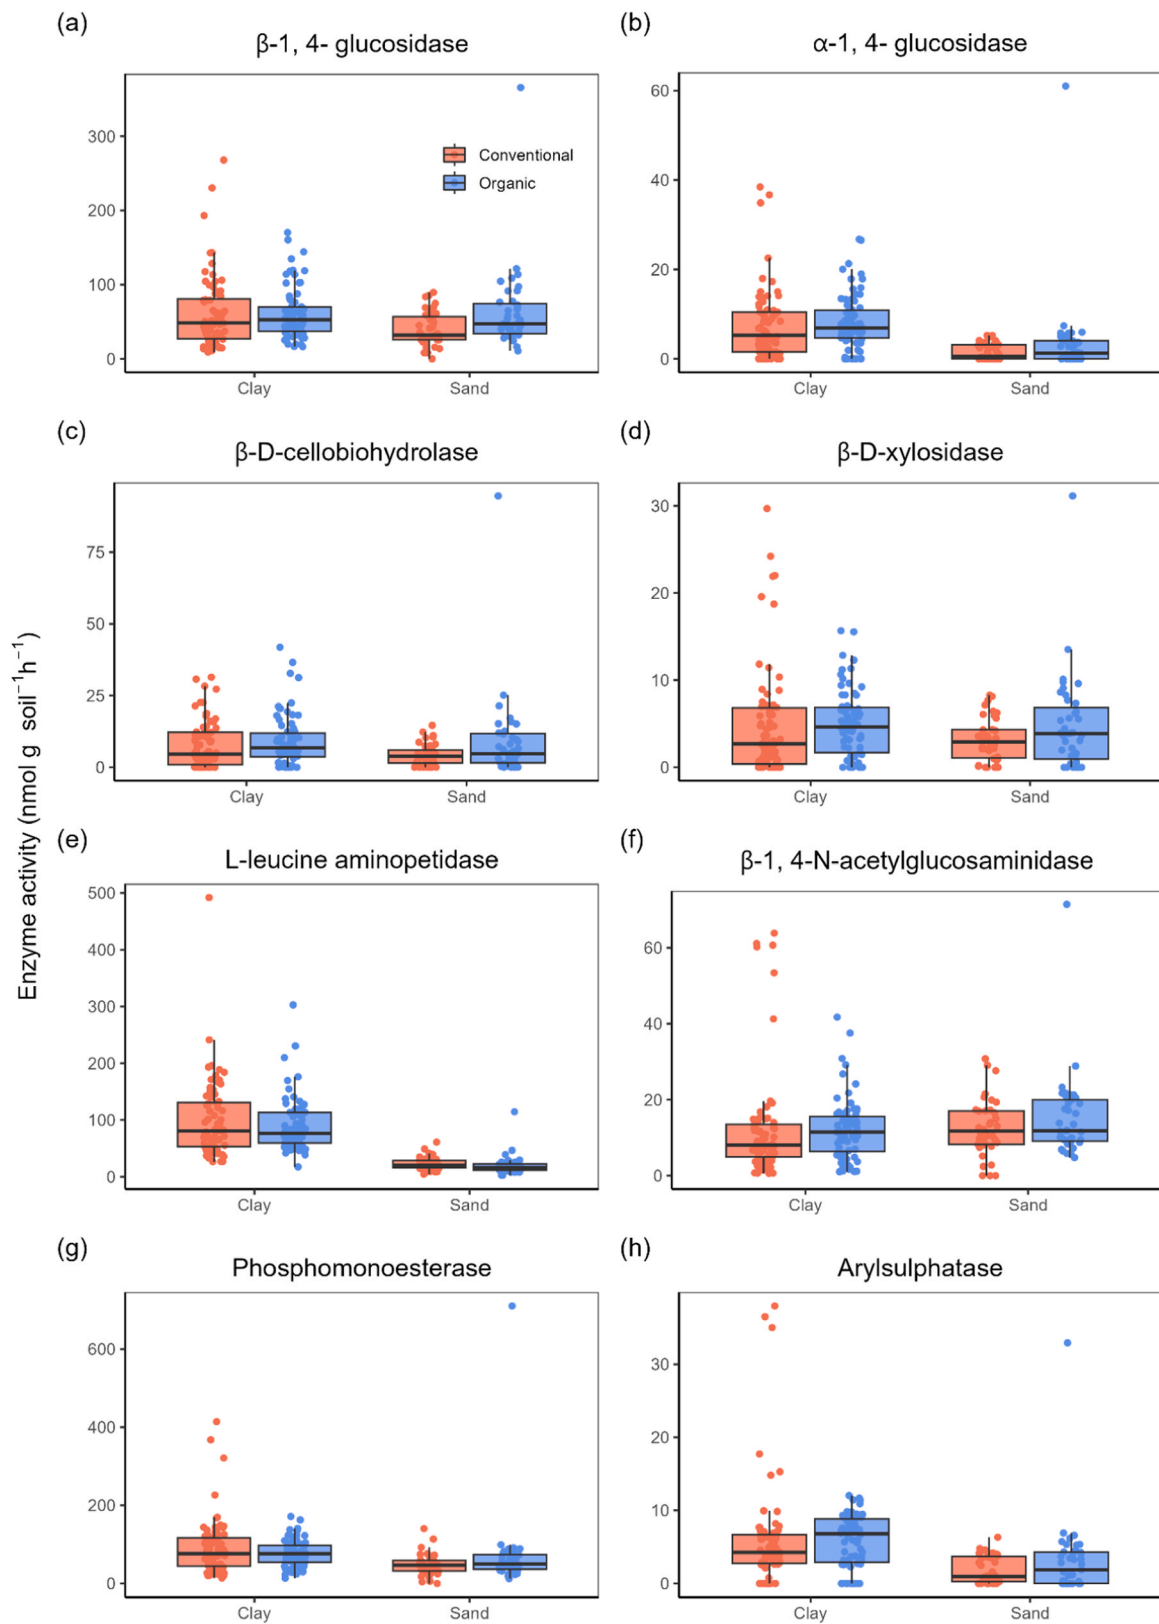 (a)
β-1, 4- glucosidase
300
200
100
0
Conventional
Organic
Clay
Sand
(b)
α-1, 4- glucosidase
60
40
20
0
Clay
Sand
(c)
β-D-cellobiohydrolase
75
50
25
0
Clay
Sand
(d)
β-D-xylosidase
30
20
10
0
Clay
Sand
Enzyme activity (nmol g soil⁻¹h⁻¹)
(e)
L-leucine aminopetidase
500
400
300
200
100
0
Clay
Sand
(f)
β-1, 4-N-acetylglucosaminidase
60
40
20
0
Clay
Sand
(g)
Phosphomonoesterase
600
400
200
0
Clay
Sand
(h)
Arylsulphatase
30
20
10
0
Clay
Sand